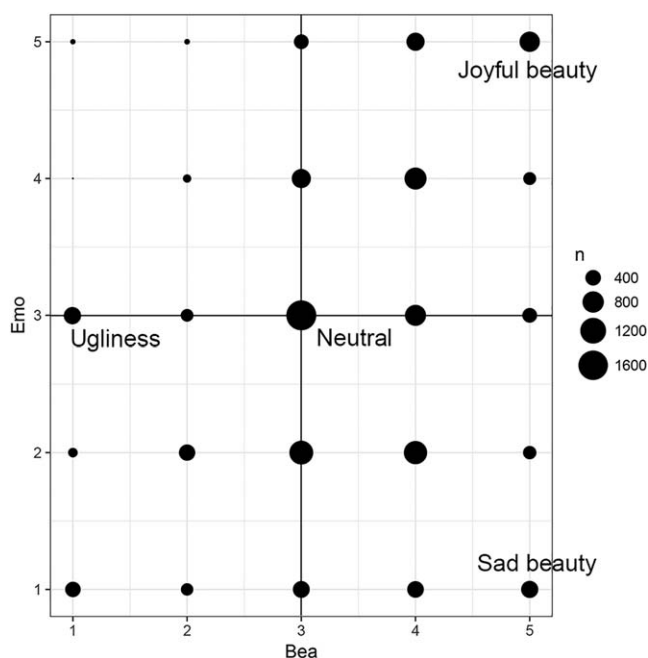 5
Joyful beauty
4
n
400
800
1200
1600
Emo
3
Ugliness
Neutral
2
Sad beauty
1
1 2 3 4 5
Bea